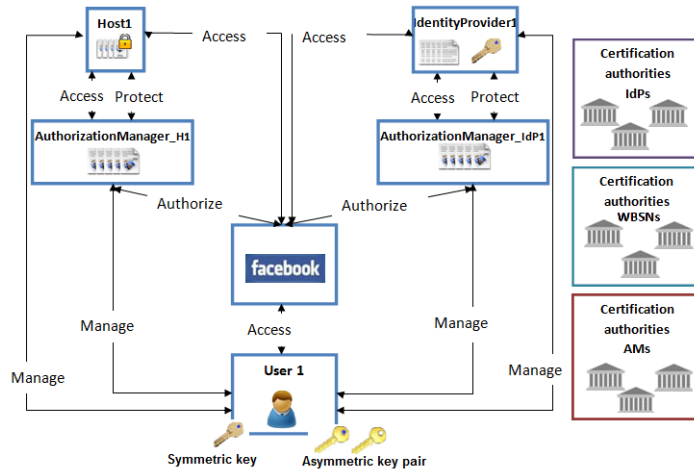 Host1
IdentityProvider1
Access
Access
Access
Protect
Access
Protect
AuthorizationManager_H1
AuthorizationManager_IdP1
Authorize
Authorize
facebook
Manage
Access
Manage
Manage
Manage
User 1
Symmetric key
Asymmetric key pair
Certification
authorities
IdPs
Certification
authorities
WBSNs
Certification
authorities
AMs